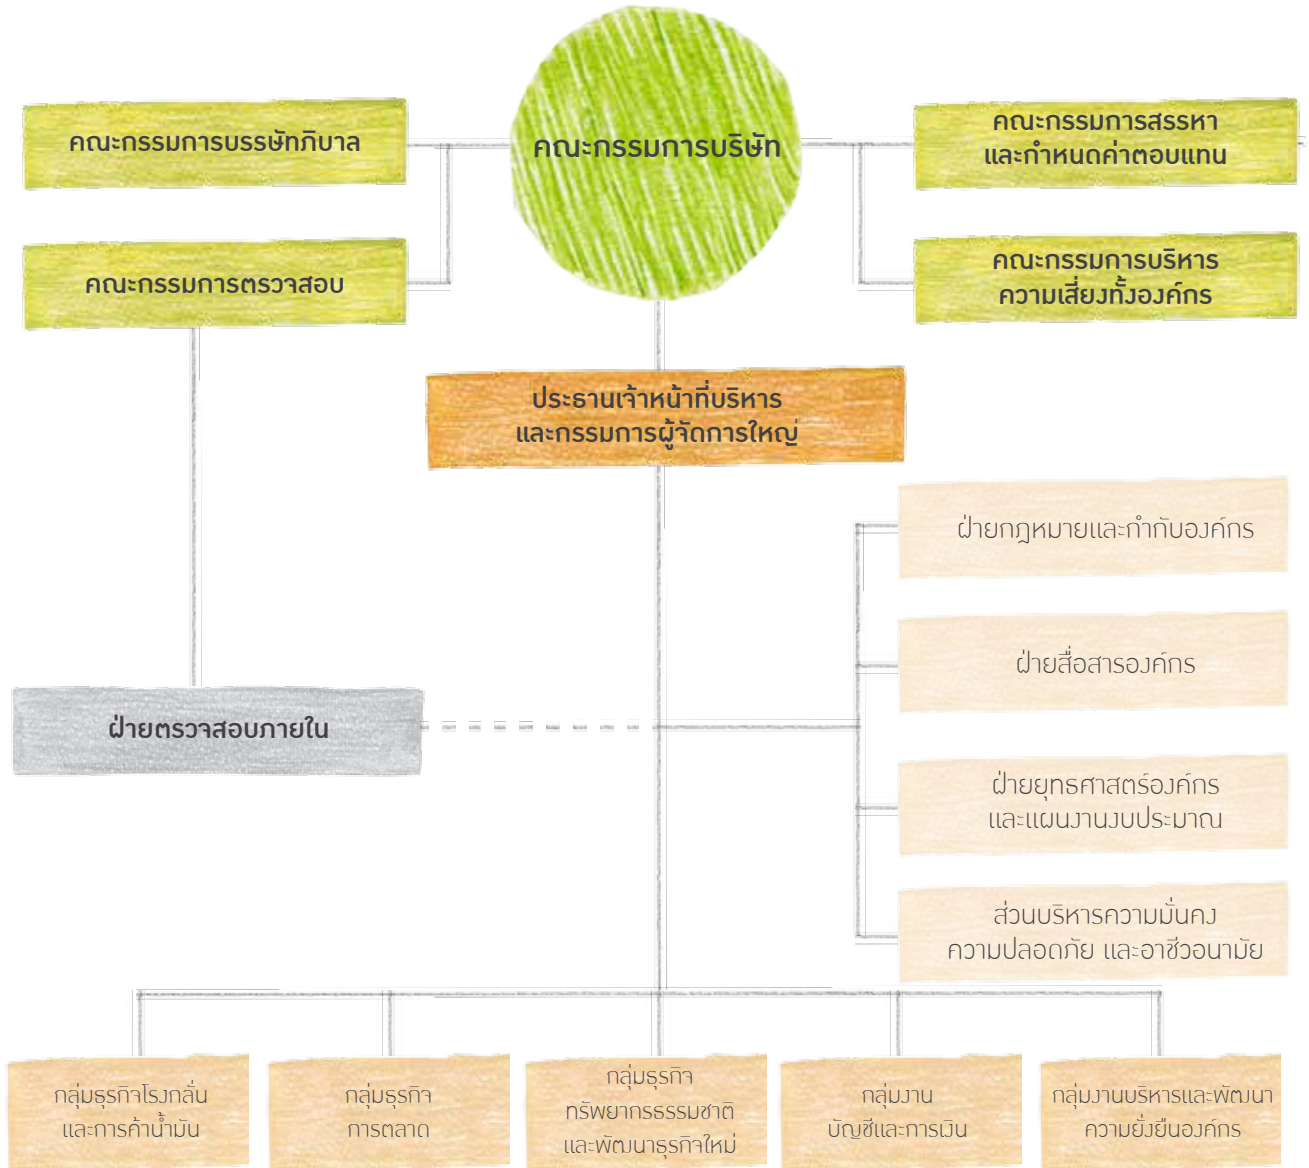 คณะกรรมการบริษัท
คณะกรรมการบรรษัทภิบาล
คณะกรรมการสรรหา
และกำหนดค่าตอบแทน
คณะกรรมการตรวจสอบ
คณะกรรมการบริหาร
ความเสี่ยงทั้งองค์กร
ประธานเจ้าหน้าที่บริหาร
และกรรมการผู้จัดการใหญ่
ฝ่ายกฎหมายและกำกับองค์กร
ฝ่ายสื่อสารองค์กร
ฝ่ายตรวจสอบภายใน
ฝ่ายยุทธศาสตร์องค์กร
และแผนงานงบประมาณ
ส่วนบริหารความมั่นคง
ความปลอดภัย และอาชีวอนามัย
กลุ่มธุรกิจโรงกลั่น
และการค้าน้ำมัน
กลุ่มธุรกิจ
การตลาด
กลุ่มธุรกิจ
ทรัพยากรธรรมชาติ
และพัฒนาธุรกิจใหม่
กลุ่มงาน
บัญชีและการเงิน
กลุ่มงานบริหารและพัฒนา
ความยั่งยืนองค์กร